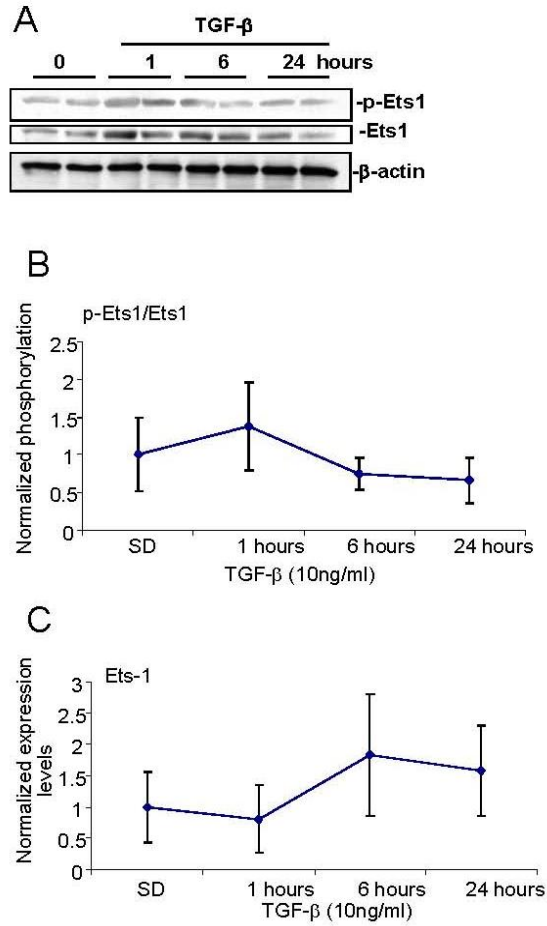 A
TGF-β
0 1 6 24 hours
-p-Ets1
-Ets1
-β-actin
B
p-Ets1/Ets1
Normalized phosphorylation
2.5
2
1.5
1
0.5
0
SD 1 hours 6 hours 24 hours
TGF-β (10ng/ml)
C
Ets-1
Normalized expression
levels
3
2.5
2
1.5
1
0.5
0
SD 1 hours 6 hours 24 hours
TGF-β (10ng/ml)